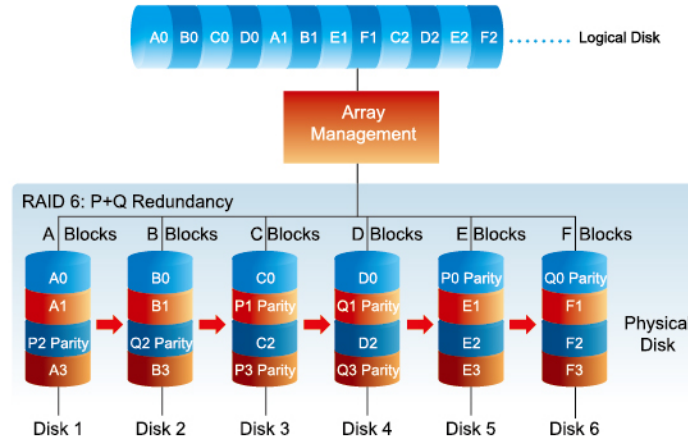 A0 B0 C0 D0 A1 B1 E1 F1 C2 D2 E2 F2 ........ Logical Disk
Array
Management
RAID 6: P+Q Redundancy
A Blocks B Blocks C Blocks D Blocks E Blocks F Blocks
A0 B0 C0 D0 P0 Parity Q0 Parity
A1 B1 P1 Parity Q1 Parity E1 F1
P2 Parity Q2 Parity C2 D2 E2 F2
A3 B3 P3 Parity Q3 Parity E3 F3
Physical
Disk
Disk 1 Disk 2 Disk 3 Disk 4 Disk 5 Disk 6